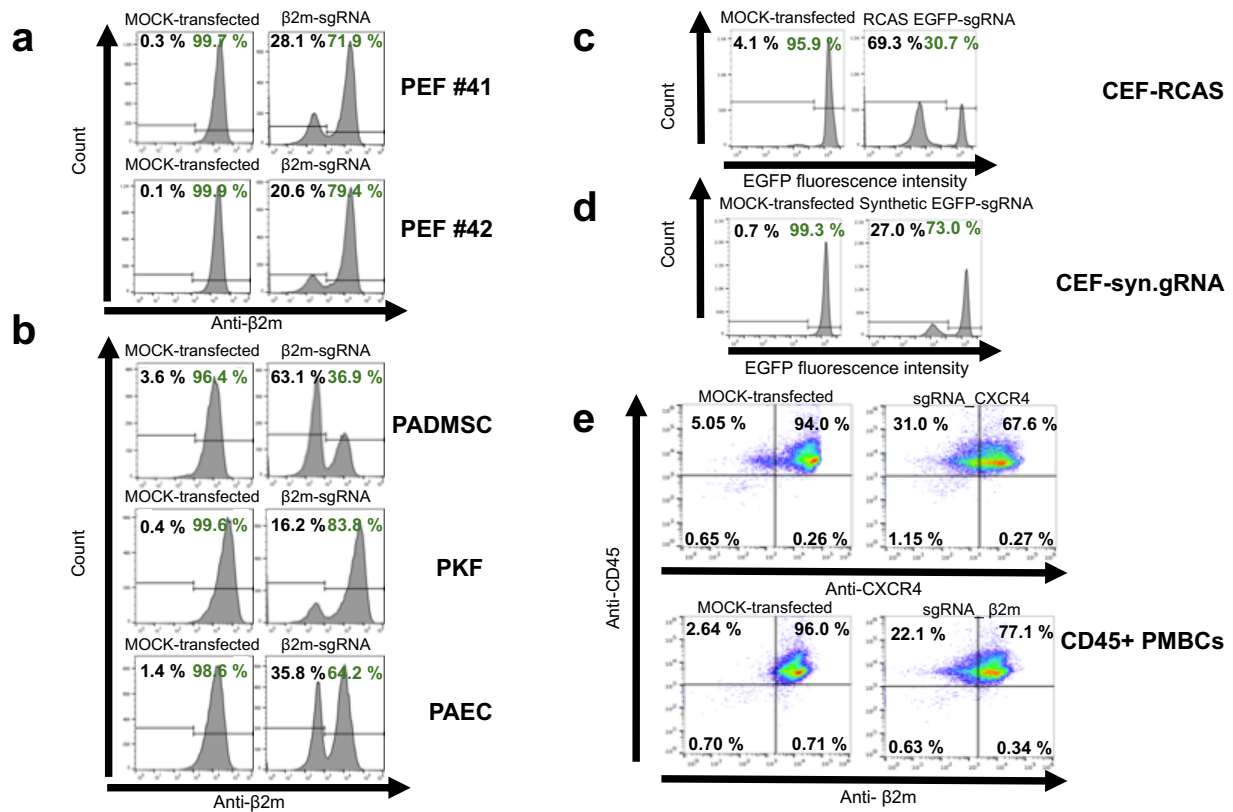 a
MOCK-transfected
β2m-sgRNA
0.3 % 99.7 %
28.1 % 71.9 %
PEF #41
MOCK-transfected
β2m-sgRNA
0.1 % 99.9 %
20.6 % 79.4 %
PEF #42
Count
Anti-β2m
b
MOCK-transfected
β2m-sgRNA
3.6 % 96.4 %
63.1 % 36.9 %
PADMSC
MOCK-transfected
β2m-sgRNA
0.4 % 99.6 %
16.2 % 83.8 %
PKF
MOCK-transfected
β2m-sgRNA
1.4 % 98.6 %
35.8 % 64.2 %
PAEC
Count
Anti-β2m
c
MOCK-transfected
RCAS EGFP-sgRNA
4.1 % 95.9 %
69.3 % 30.7 %
CEF-RCAS
Count
EGFP fluorescence intensity
d
MOCK-transfected
Synthetic EGFP-sgRNA
0.7 % 99.3 %
27.0 % 73.0 %
CEF-syn.gRNA
Count
EGFP fluorescence intensity
e
MOCK-transfected
sgRNA_CXCR4
5.05 %
94.0 %
31.0 %
67.6 %
0.65 %
0.26 %
1.15 %
0.27 %
Anti-CXCR4
MOCK-transfected
sgRNA_ β2m
2.64 %
96.0 %
22.1 %
77.1 %
CD45+ PMBCs
0.70 %
0.71 %
0.63 %
0.34 %
Anti-CD45
Anti- β2m